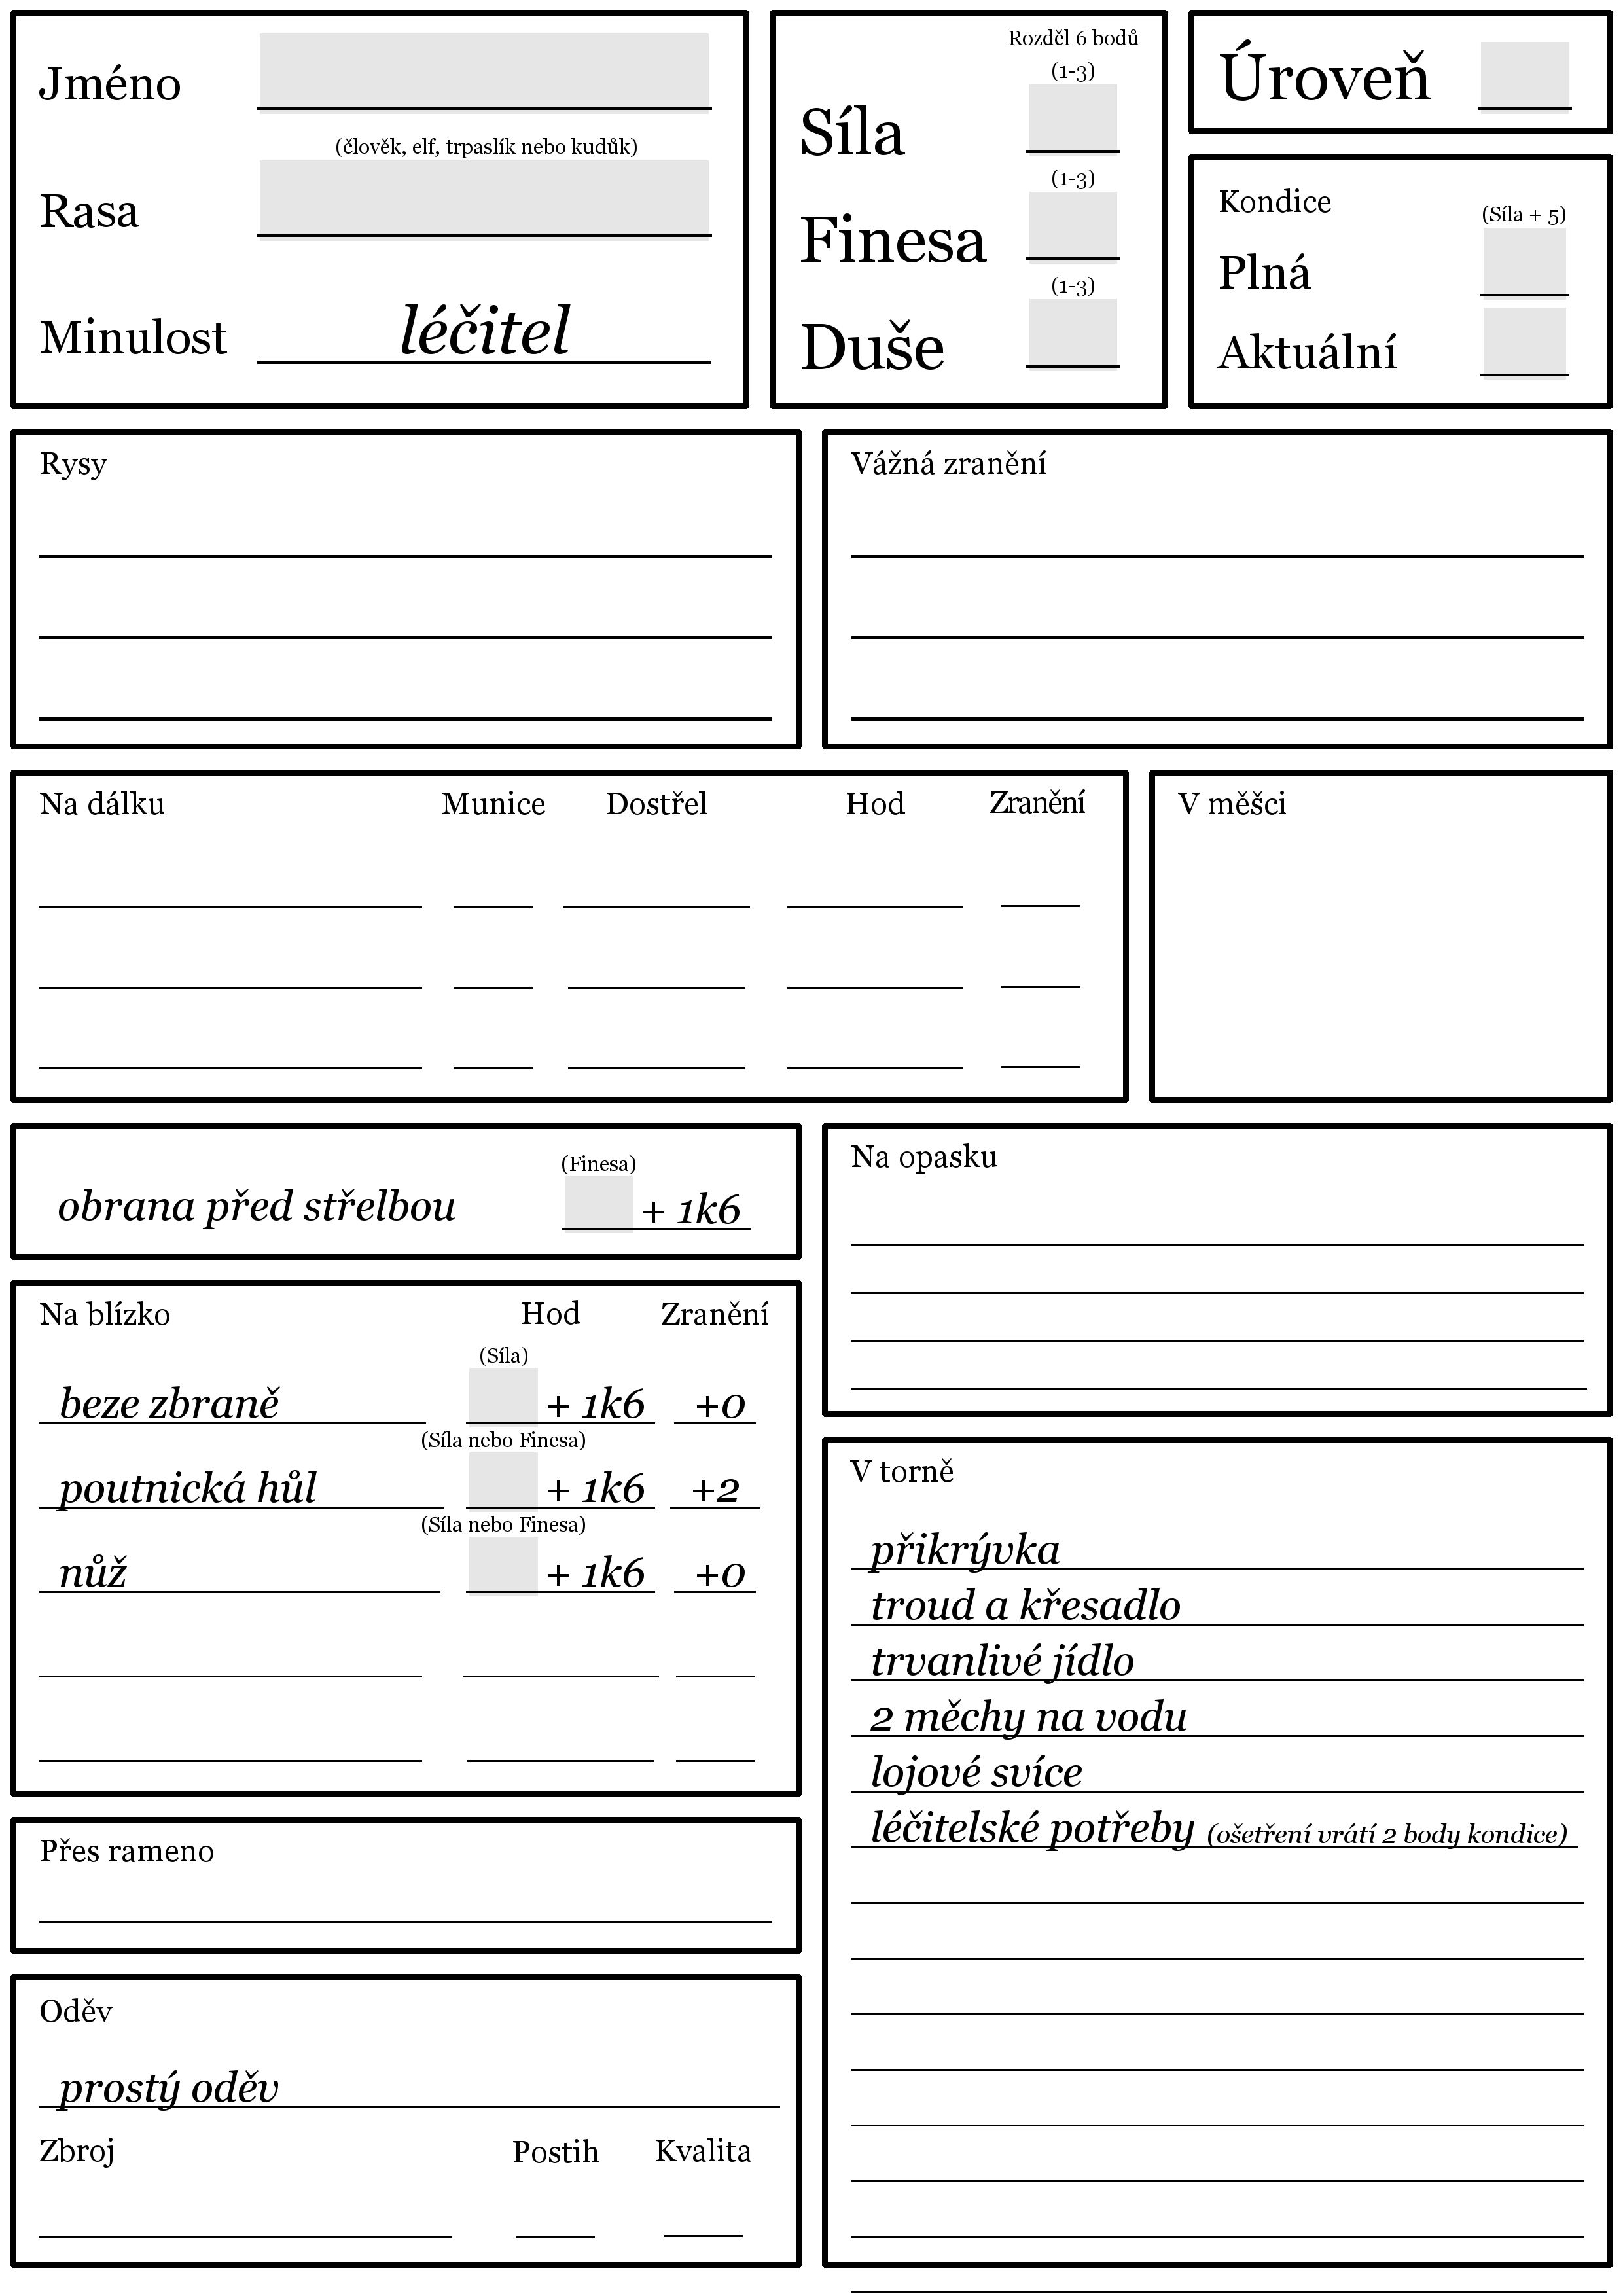 Jméno
(člověk, elf, trpaslík nebo kudůk)
Rasa
Minulost léčitel
Rozděl 6 bodů
(1-3)
Síla
(1-3)
Finesa
(1-3)
Duše
Úroveň
Kondice
(Síla + 5)
Plná
Aktuální
Rysy
Vážná zranění
Na dálku Munice Dostřel Hod Zranění
V měšci
(Finesa)
obrana před střelbou + 1k6
Na opasku
Na blízko Hod Zranění
(Síla)
beze zbraně + 1k6 +0
(Síla nebo Finesa)
poutnická hůl + 1k6 +2
(Síla nebo Finesa)
nůž + 1k6 +0
V torně
přikrývka
troud a křesadlo
trvanlivé jídlo
2 měchy na vodu
lojové svíce
léčitelské potřeby (ošetření vrátí 2 body kondice)
Přes rameno
Oděv
prostý oděv
Zbroj Postih Kvalita